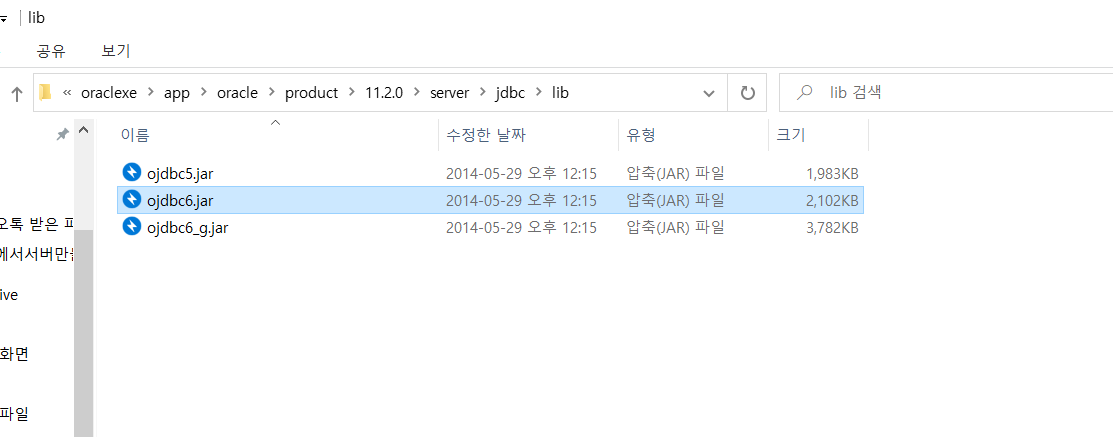 lib
공유 보기
« oraclexe > app > oracle > product > 11.2.0 > server > jdbc > lib
lib 검색
이름 수정한 날짜 유형 크기
ojdbc5.jar 2014-05-29 오후 12:15 압축(JAR) 파일 1,983KB
ojdbc6.jar 2014-05-29 오후 12:15 압축(JAR) 파일 2,102KB
ojdbc6_g.jar 2014-05-29 오후 12:15 압축(JAR) 파일 3,782KB
오톡 받은 파
에서서버만들
ive
화면
파일